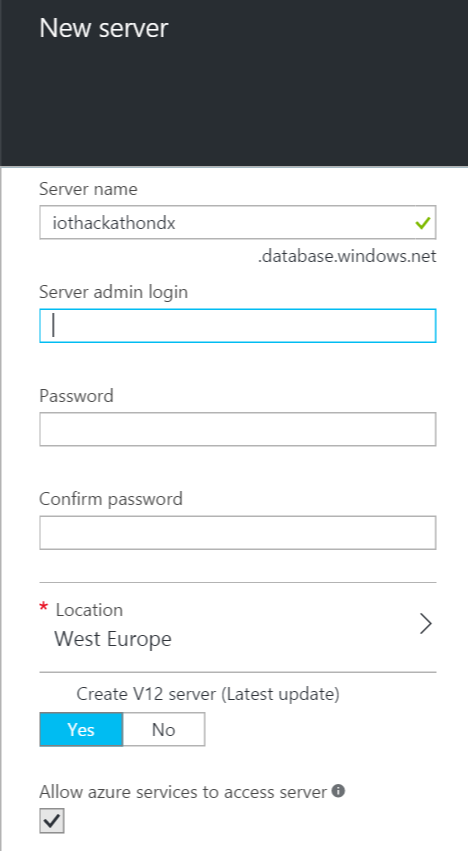 New server
Server name
iothackathondx
.database.windows.net
Server admin login
Password
Confirm password
* Location
West Europe
Create V12 server (Latest update)
Yes No
Allow azure services to access server